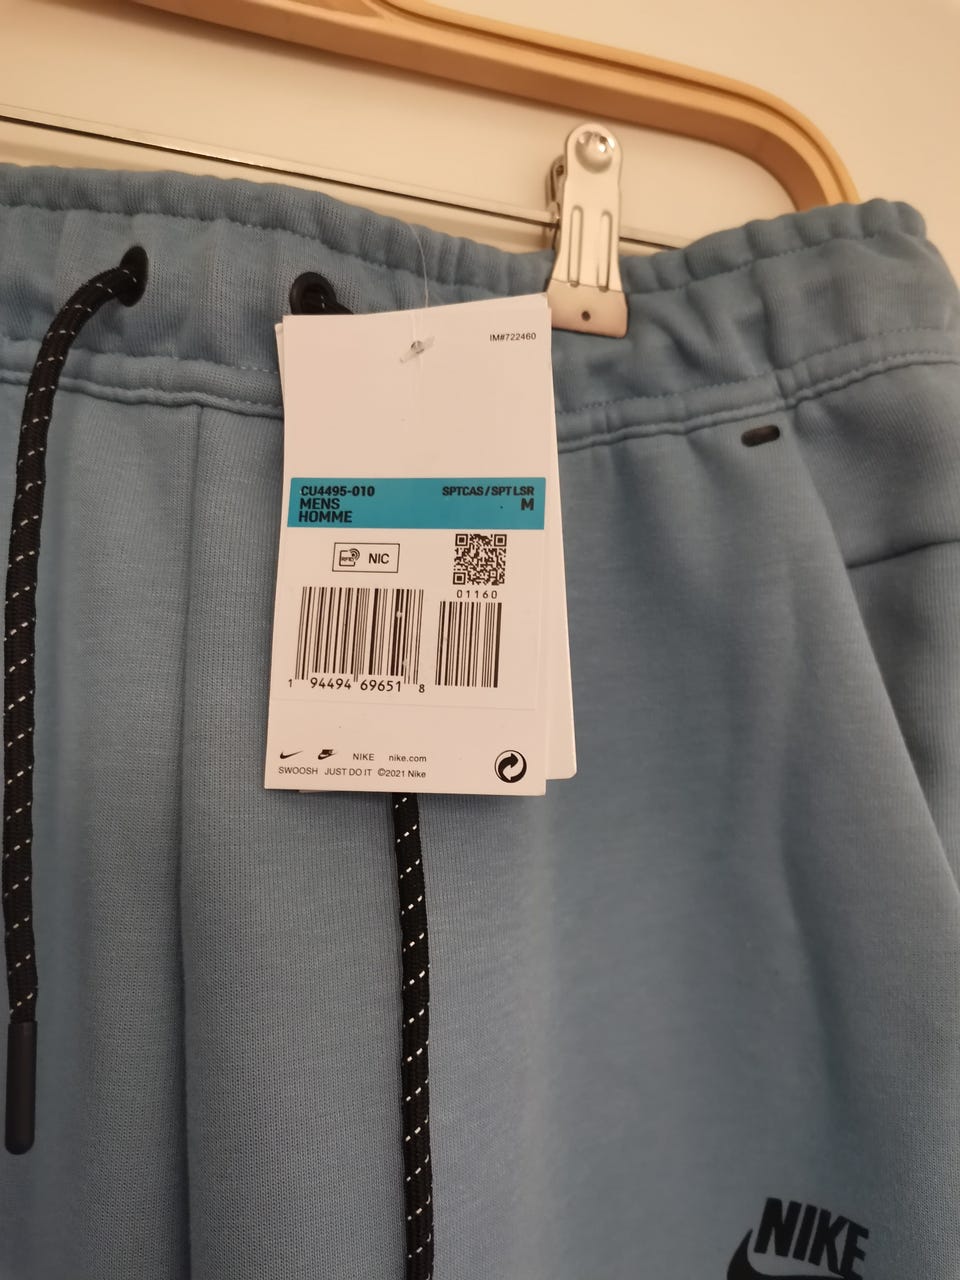 IM#722460
CU4495-010 SPTCAS / SPT LSR
MENS M
HOMME
RFID NIC
01160
1 94494 69651 8
NIKE nike.com
SWOOSH JUST DO IT ©2021 Nike
NIKE